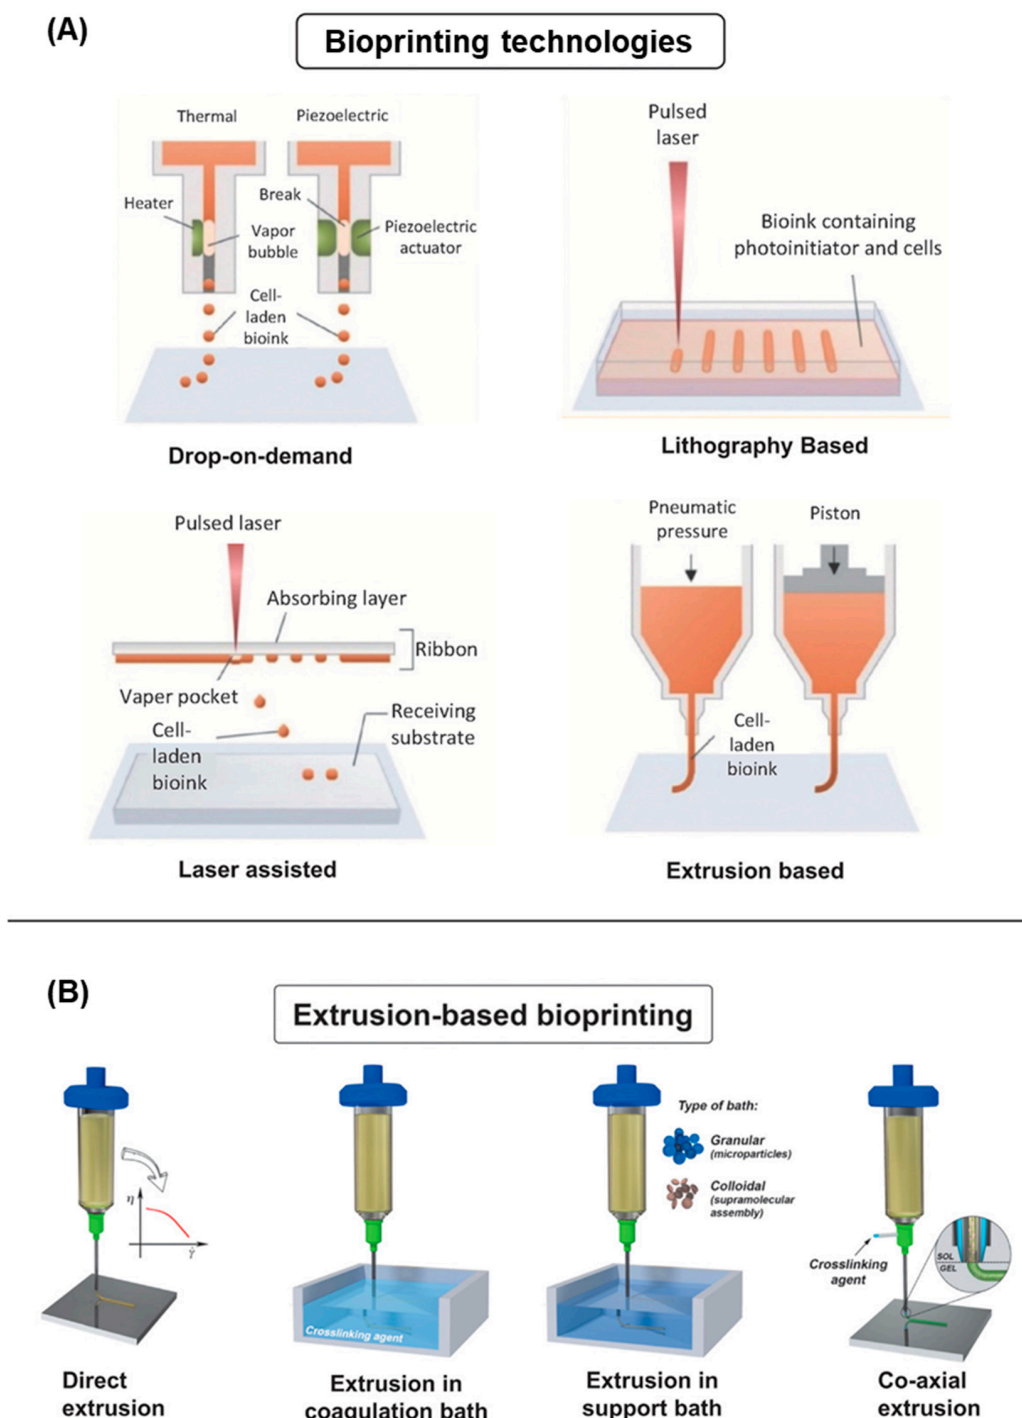 (A)
Bioprinting technologies
Thermal
Piezoelectric
Heater
Break
Vapor
bubble
Piezoelectric
actuator
Cell-
laden
bioink
Drop-on-demand
Pulsed
laser
Bioink containing
photoinitiator and cells
Lithography Based
Pulsed laser
Absorbing layer
Ribbon
Vaper pocket
Cell-
laden
bioink
Receiving
substrate
Laser assisted
Pneumatic
pressure
Piston
Cell-
laden
bioink
Extrusion based
(B)
Extrusion-based bioprinting
η
γ̇
Direct
extrusion
Crosslinking agent
Extrusion in
coagulation bath
Type of bath:
Granular
(microparticles)
Colloidal
(supramolecular
assembly)
Extrusion in
support bath
Crosslinking
agent
SOL
GEL
Co-axial
extrusion